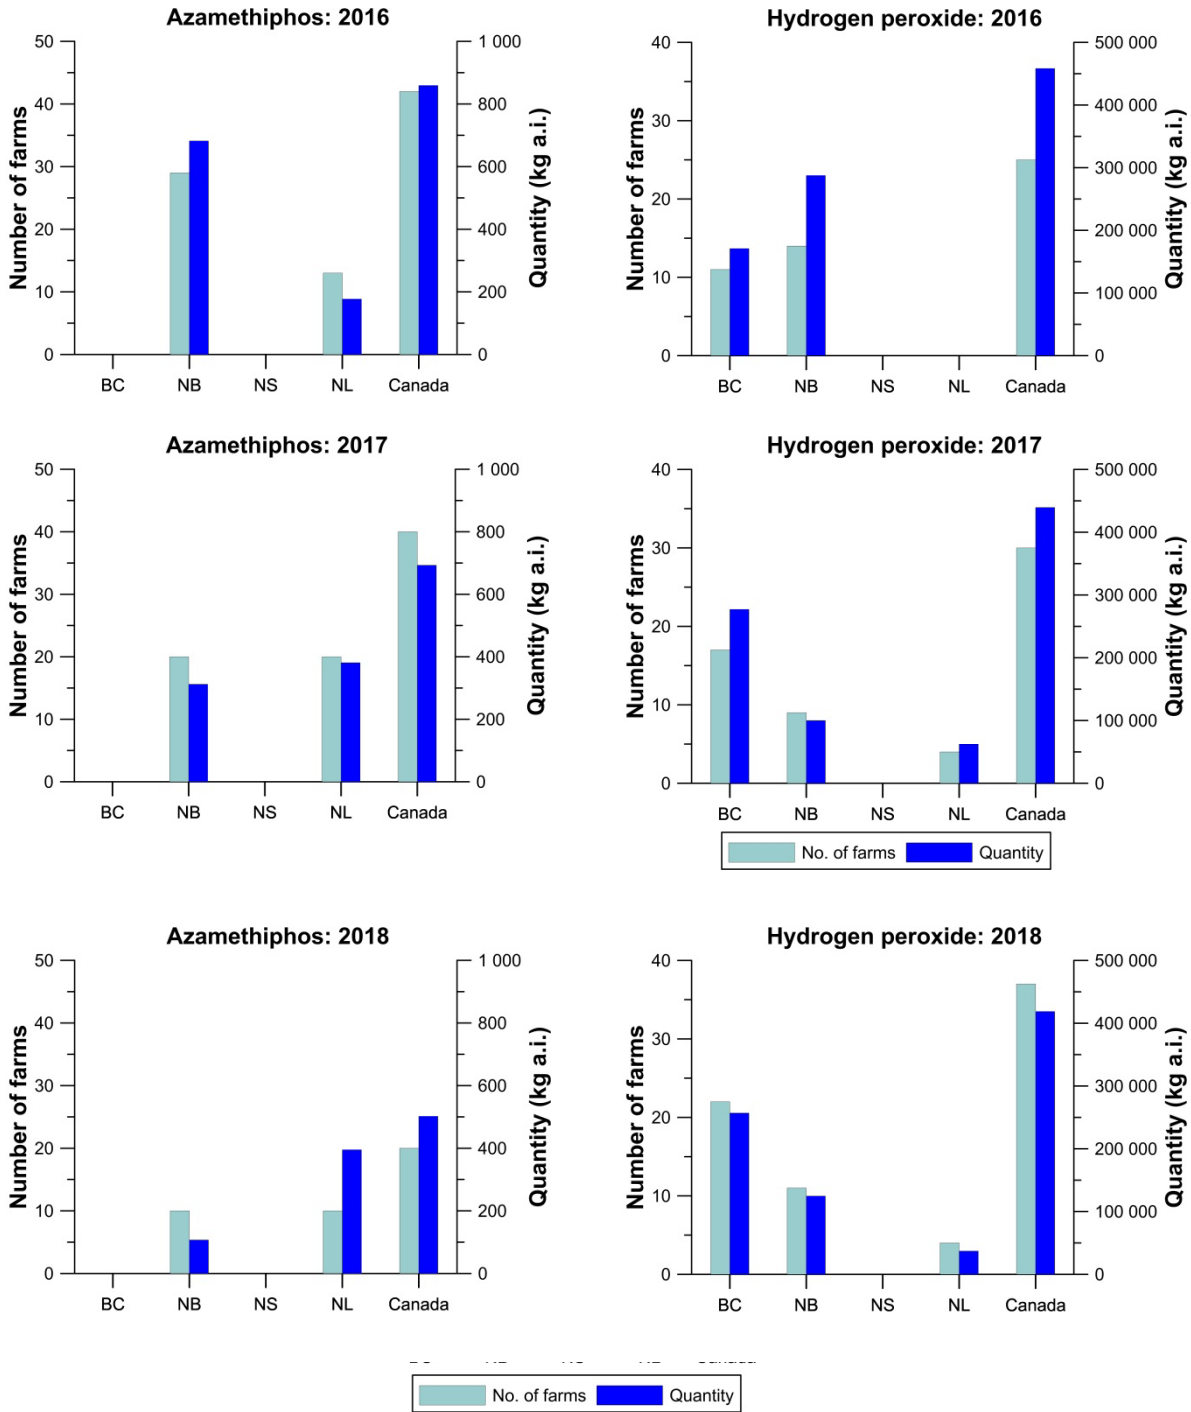 Azamethiphos: 2016
50
40
30
20
10
0
Number of farms
1 000
800
600
400
200
0
Quantity (kg a.i.)
BC NB NS NL Canada
Hydrogen peroxide: 2016
40
30
20
10
0
Number of farms
500 000
400 000
300 000
200 000
100 000
0
Quantity (kg a.i.)
BC NB NS NL Canada
Azamethiphos: 2017
50
40
30
20
10
0
Number of farms
1 000
800
600
400
200
0
Quantity (kg a.i.)
BC NB NS NL Canada
Hydrogen peroxide: 2017
40
30
20
10
0
Number of farms
500 000
400 000
300 000
200 000
100 000
0
Quantity (kg a.i.)
BC NB NS NL Canada
No. of farms Quantity
Azamethiphos: 2018
50
40
30
20
10
0
Number of farms
1 000
800
600
400
200
0
Quantity (kg a.i.)
BC NB NS NL Canada
Hydrogen peroxide: 2018
40
30
20
10
0
Number of farms
500 000
400 000
300 000
200 000
100 000
0
Quantity (kg a.i.)
BC NB NS NL Canada
No. of farms Quantity